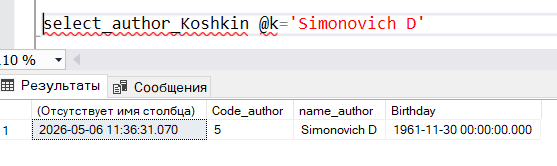 select_author_Koshkin @k='Simonovich D'
10 %
Результаты Сообщения
(Отсутствует имя столбца) Code_author name_author Birthday
1 2026-05-06 11:36:31.070 5 Simonovich D 1961-11-30 00:00:00.000